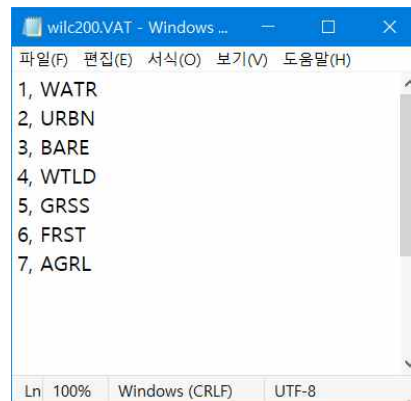 wilc200.VAT - Windows ...
파일(F) 편집(E) 서식(O) 보기(V) 도움말(H)
1, WATR
2, URBN
3, BARE
4, WTLD
5, GRSS
6, FRST
7, AGRL
Ln 100% Windows (CRLF) UTF-8